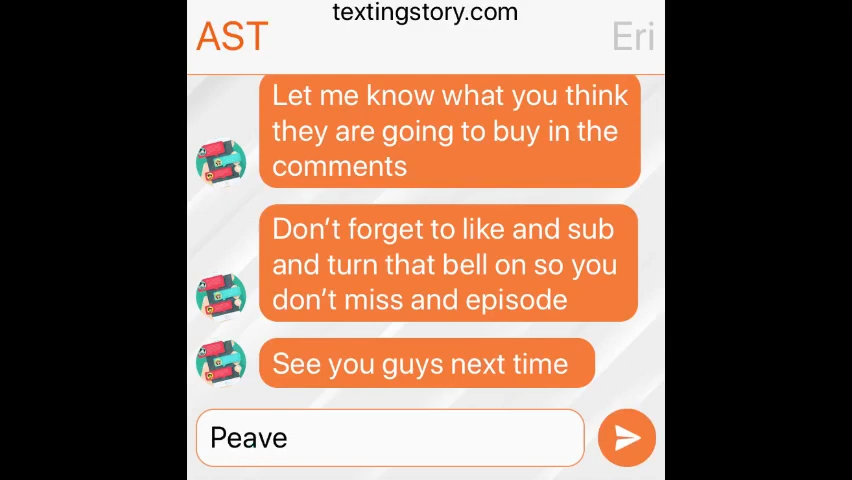 textingstory.com
AST
Eri
Let me know what you think
they are going to buy in the
comments
Don’t forget to like and sub
and turn that bell on so you
don’t miss and episode
See you guys next time
Peave